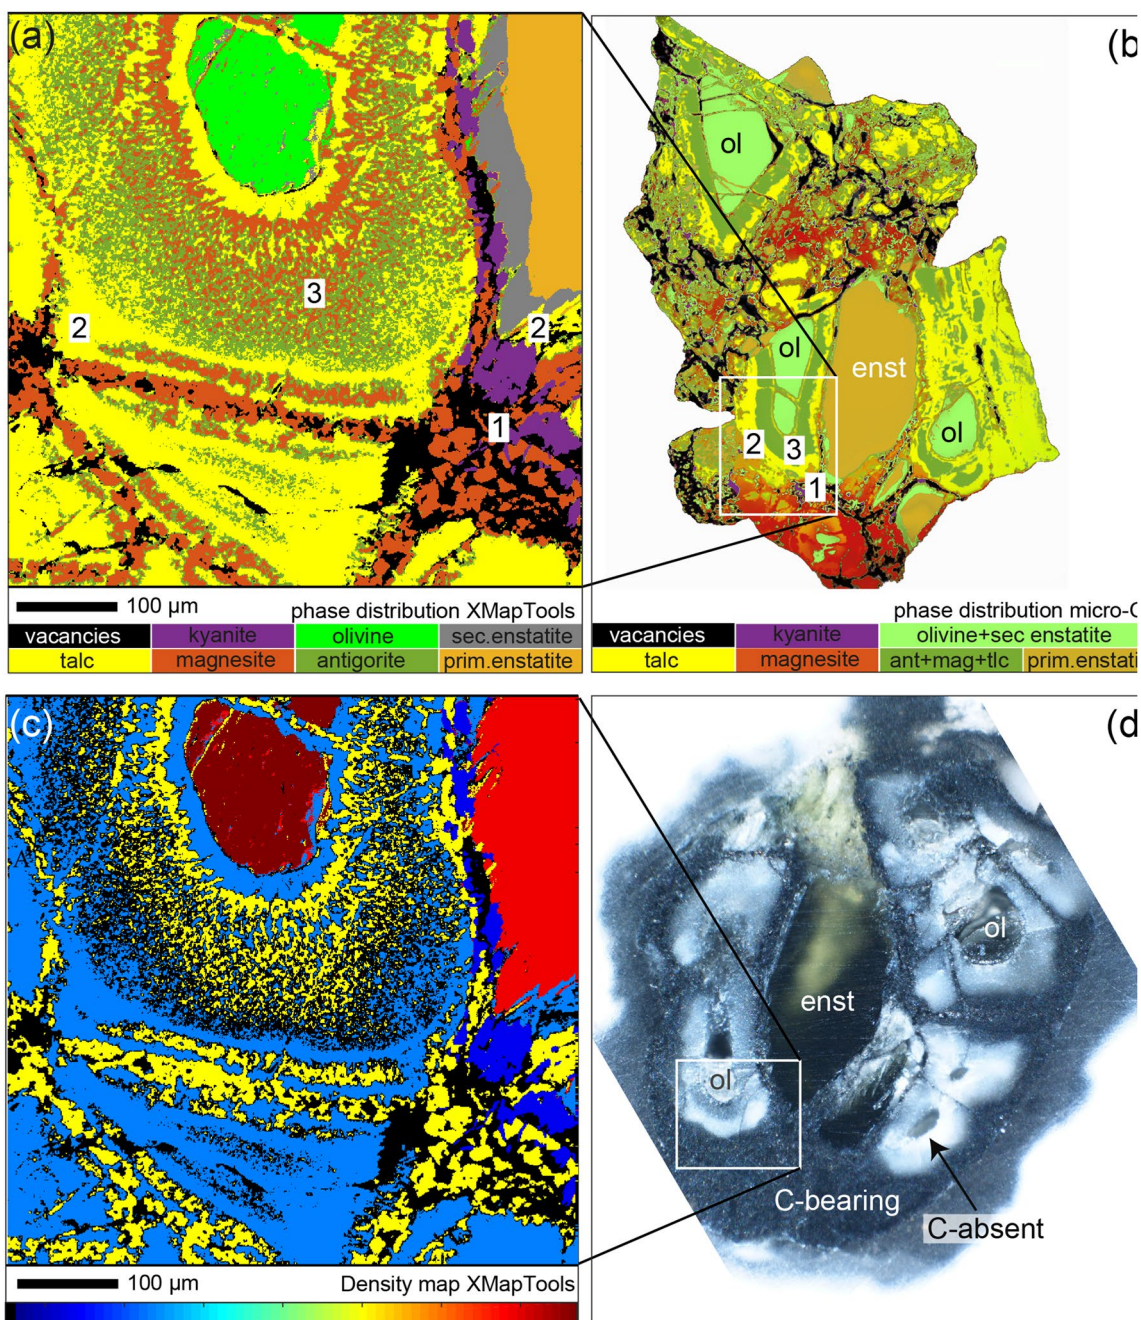 (a)
3
2
2
1
100 µm
phase distribution XMapTools
vacancies kyanite olivine sec.enstatite
talc magnesite antigorite prim.enstatite
(b
ol
ol
enst
ol
2
3
1
phase distribution micro-C
vacancies kyanite olivine+sec enstatite
talc magnesite ant+mag+tlc prim.enstati
(c)
A
100 µm
Density map XMapTools
(d
ol
enst
ol
C-bearing
C-absent